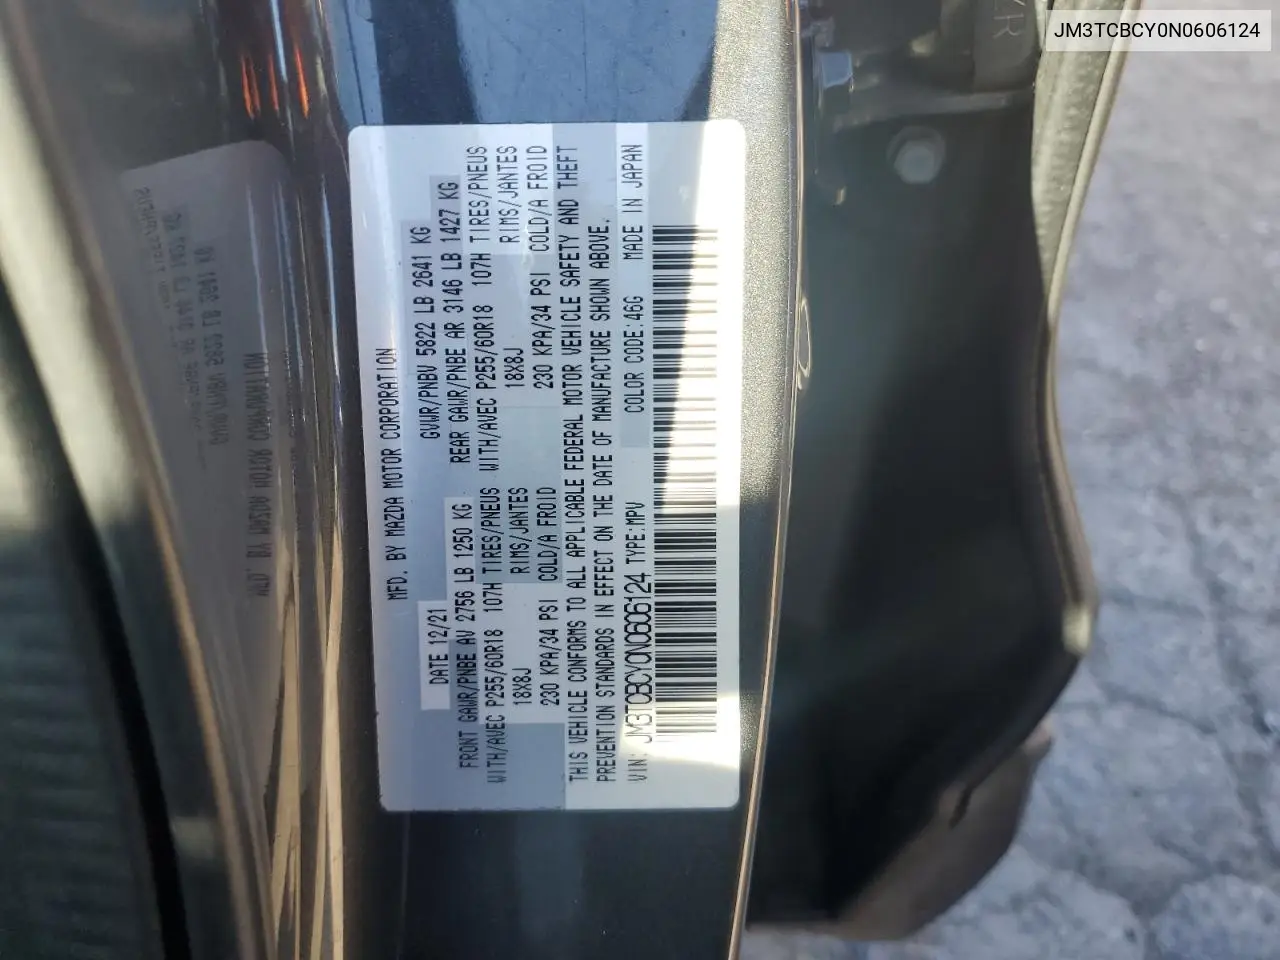 JM3TCBCY0N0606124
MFD. BY MAZDA MOTOR CORPORATION
DATE 12/21 GVWR/PNBV 5822 LB 2641 KG
FRONT GAWR/PNBE AV 2756 LB 1250 KG REAR GAWR/PNBE AR 3146 LB 1427 KG
WITH/AVEC P255/60R18 107H TIRES/PNEUS WITH/AVEC P255/60R18 107H TIRES/PNEUS
18X8J RIMS/JANTES 18X8J RIMS/JANTES
230 KPA/34 PSI COLD/A FROID 230 KPA/34 PSI COLD/A FROID
THIS VEHICLE CONFORMS TO ALL APPLICABLE FEDERAL MOTOR VEHICLE SAFETY AND THEFT
PREVENTION STANDARDS IN EFFECT ON THE DATE OF MANUFACTURE SHOWN ABOVE.
VIN: JM3TCBCY0N0606124 TYPE:MPV COLOR CODE:46G MADE IN JAPAN